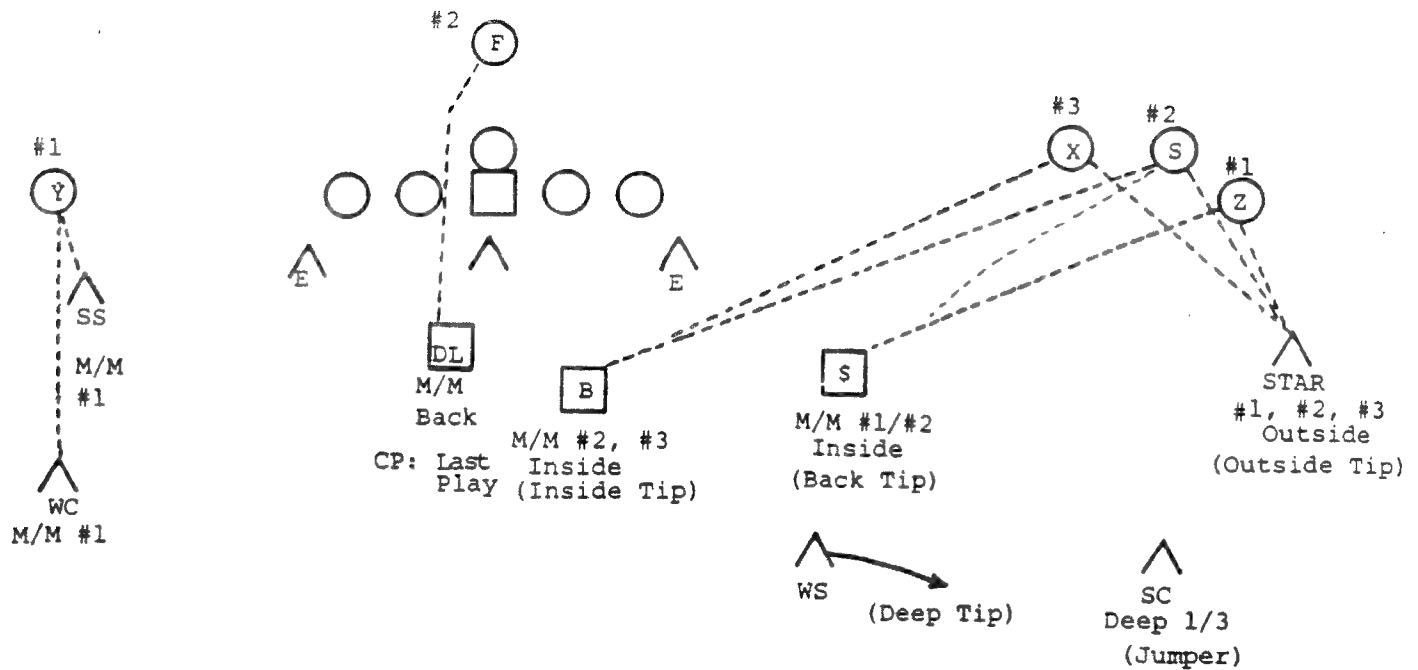 #2
F
#3
#2
#1
#1
X
S
Y
Z
E
E
SS
DL
B
$
M/M
#1
M/M
Back
STAR
#1, #2, #3
Outside
(Outside Tip)
M/M #1/#2
Inside
(Back Tip)
M/M #2, #3
Inside
(Inside Tip)
CP: Last
Play
WC
M/M #1
WS
(Deep Tip)
SC
Deep 1/3
(Jumper)